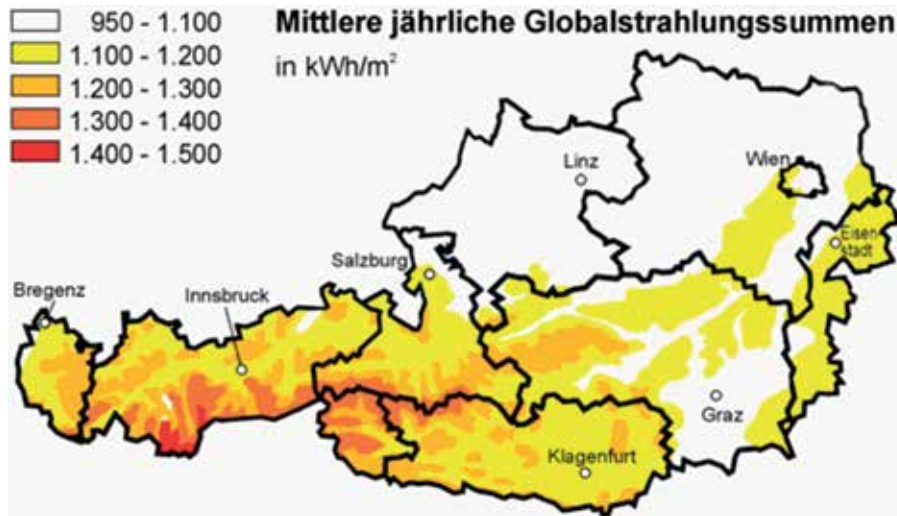 950 - 1.100
1.100 - 1.200
1.200 - 1.300
1.300 - 1.400
1.400 - 1.500
Mittlere jährliche Globalstrahlungssummen
in kWh/m²
Linz
Wien
Eisen
stadt
Salzburg
Bregenz
Innsbruck
Graz
Klagenfurt